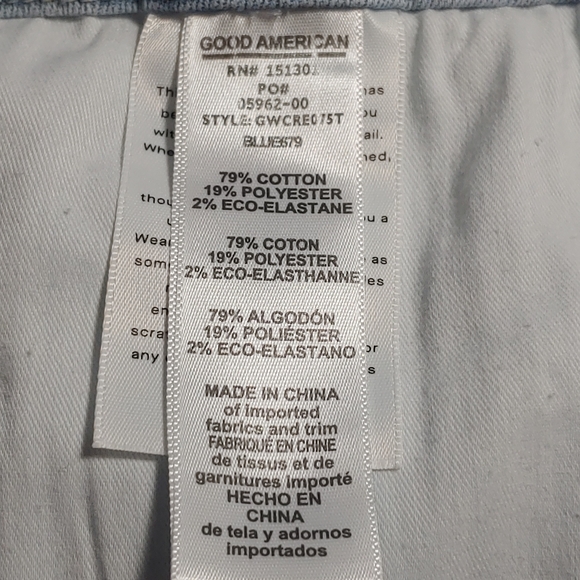 GOOD AMERICAN
RN# 151302
PO#
05962-00
STYLE: GWCRE075T
BLUE679
79% COTTON
19% POLYESTER
2% ECO-ELASTANE
79% COTON
19% POLYESTER
2% ECO-ELASTHANNE
79% ALGODÓN
19% POLIÉSTER
2% ECO-ELASTANO
MADE IN CHINA
of imported
fabrics and trim
FABRIQUÉ EN CHINE
de tissus et de
garnitures importé
HECHO EN
CHINA
de tela y adornos
importados